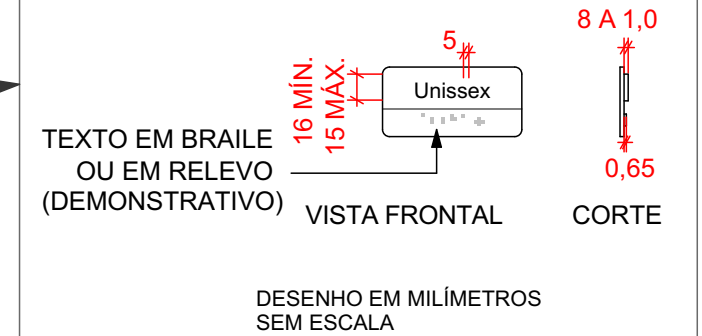 8 A 1,0
5
16 MÍN.
15 MÁX.
Unissex
TEXTO EM BRAILE
OU EM RELEVO
(DEMONSTRATIVO)
0,65
VISTA FRONTAL
CORTE
DESENHO EM MILÍMETROS
SEM ESCALA